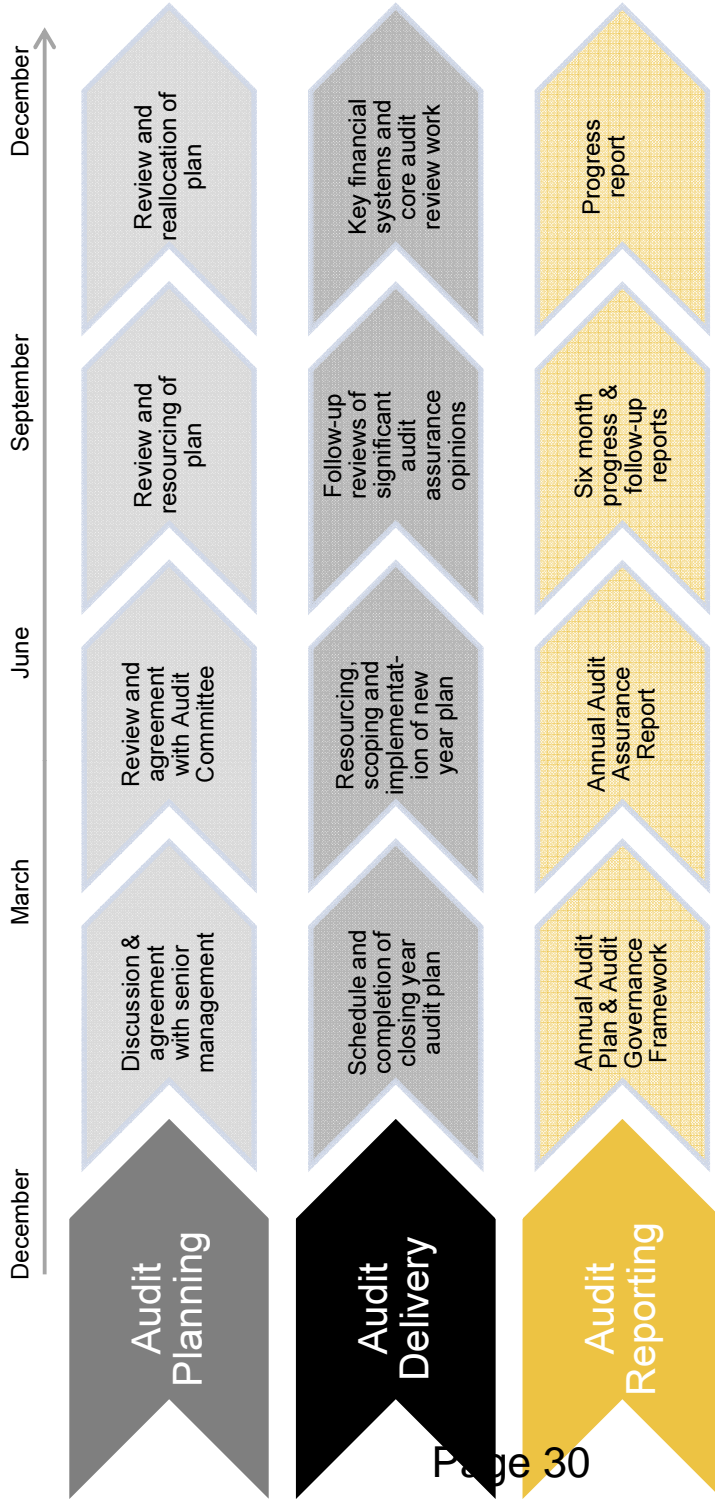 December
March
June
September
December
Audit
Planning
Discussion &
agreement
with senior
management
Review and
agreement
with Audit
Committee
Review and
resourcing of
plan
Review and
reallocation of
plan
Audit
Delivery
Schedule and
completion of
closing year
audit plan
Resourcing,
scoping and
implementat-
ion of new
year plan
Follow-up
reviews of
significant
audit
assurance
opinions
Key financial
systems and
core audit
review work
Audit
Reporting
Annual Audit
Plan & Audit
Governance
Framework
Annual Audit
Assurance
Report
Six month
progress &
follow-up
reports
Progress
report
Page 30